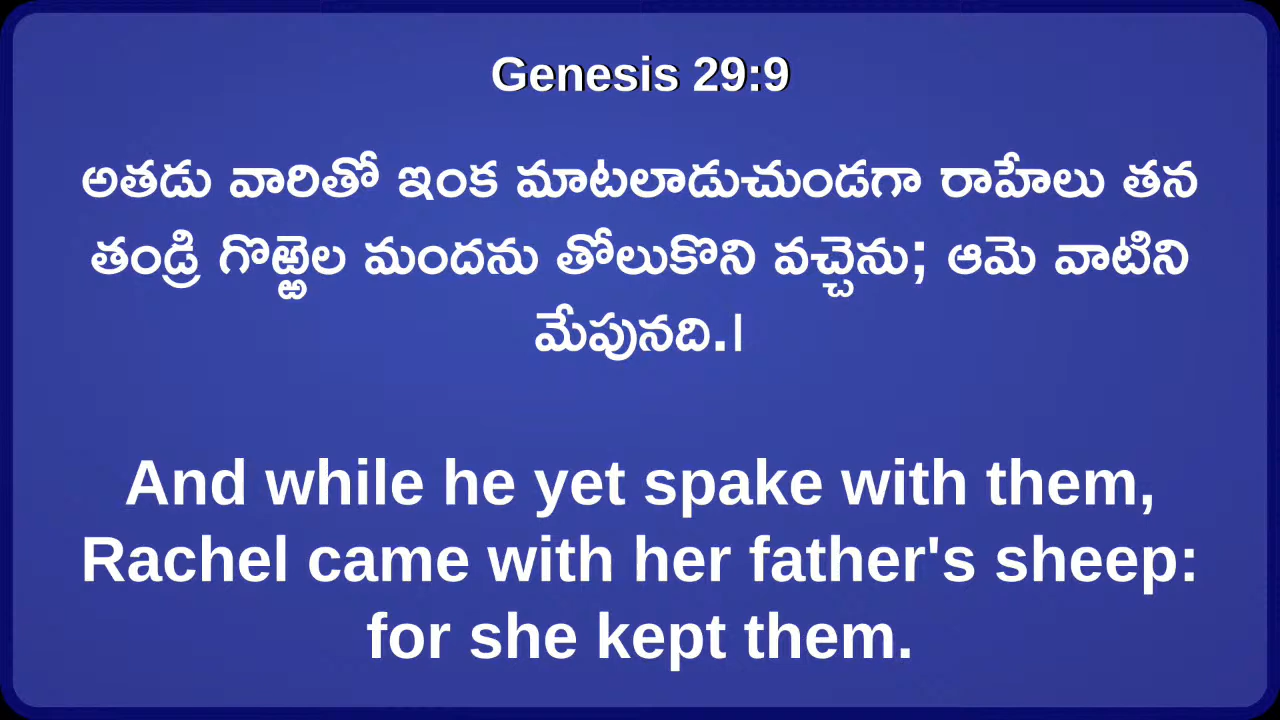 Genesis 29:9
అతడు వారితో ఇంక మాటలాడుచుండగా రాహేలు తన
తండ్రి గొఱ్ఱెల మందను తోలుకొని వచ్చెను; ఆమె వాటిని
మేపునది.।
And while he yet spake with them,
Rachel came with her father's sheep:
for she kept them.